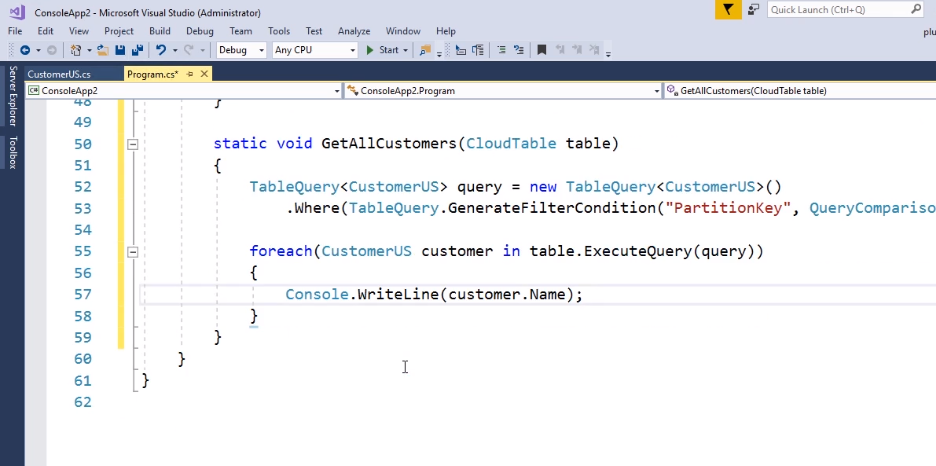 ConsoleApp2 - Microsoft Visual Studio (Administrator)
Quick Launch (Ctrl+Q)
File Edit View Project Build Debug Team Tools Test Analyze Window Help
plu
Debug Any CPU Start
Server Explorer
Toolbox
CustomerUS.cs Program.cs*
ConsoleApp2 ConsoleApp2.Program GetAllCustomers(CloudTable table)
48 }
49
50 static void GetAllCustomers(CloudTable table)
51 {
52 TableQuery<CustomerUS> query = new TableQuery<CustomerUS>()
53 .Where(TableQuery.GenerateFilterCondition("PartitionKey", QueryCompariso
54
55 foreach(CustomerUS customer in table.ExecuteQuery(query))
56 {
57 Console.WriteLine(customer.Name);
58 }
59 }
60 }
61 }
62